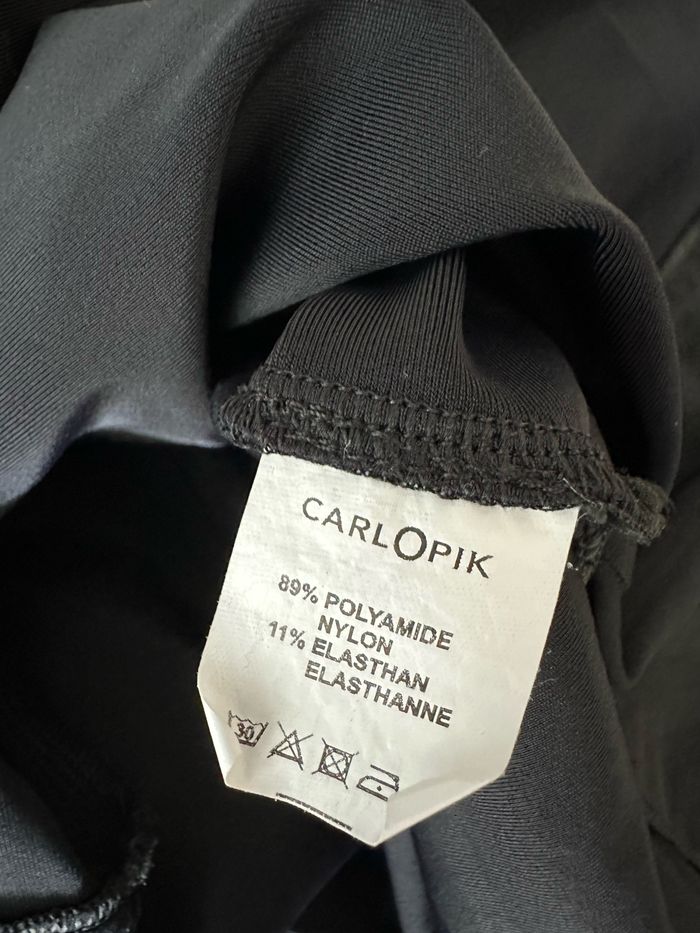 CARLOPIK
89% POLYAMIDE
NYLON
11% ELASTHAN
ELASTHANNE
30